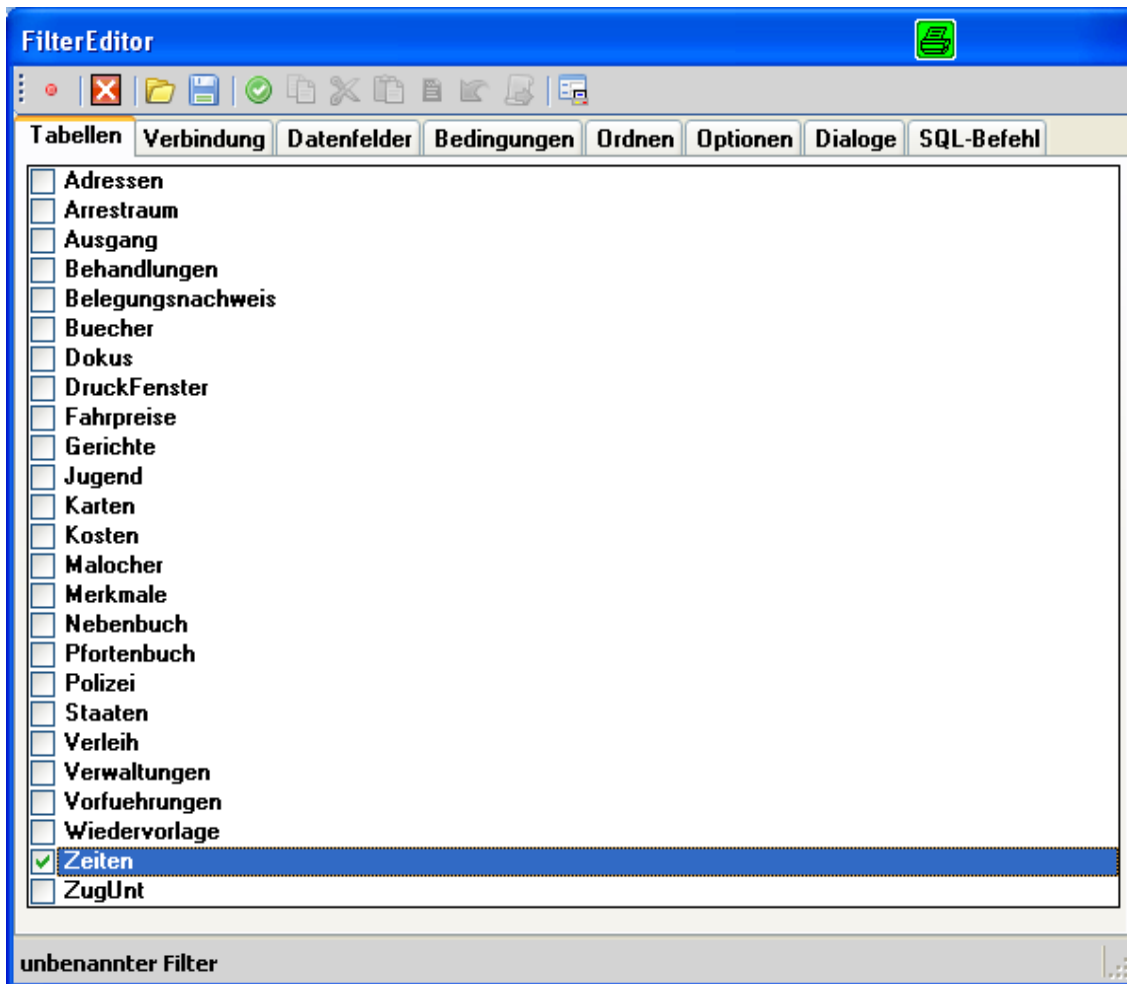 FilterEditor
Tabellen Verbindung Datenfelder Bedingungen Ordnen Optionen Dialoge SQL-Befehl
Adressen
Arrestraum
Ausgang
Behandlungen
Belegungsnachweis
Buecher
Dokus
DruckFenster
Fahrpreise
Gerichte
Jugend
Karten
Kosten
Malocher
Merkmale
Nebenbuch
Pfortenbuch
Polizei
Staaten
Verleih
Verwaltungen
Vorfuehrungen
Wiedervorlage
Zeiten
ZugUnt
unbenannter Filter